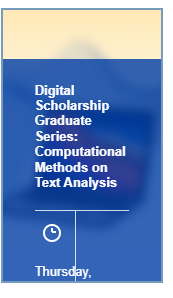 Digital
Scholarship
Graduate
Series:
Computational
Methods on
Text Analysis
Thursday,